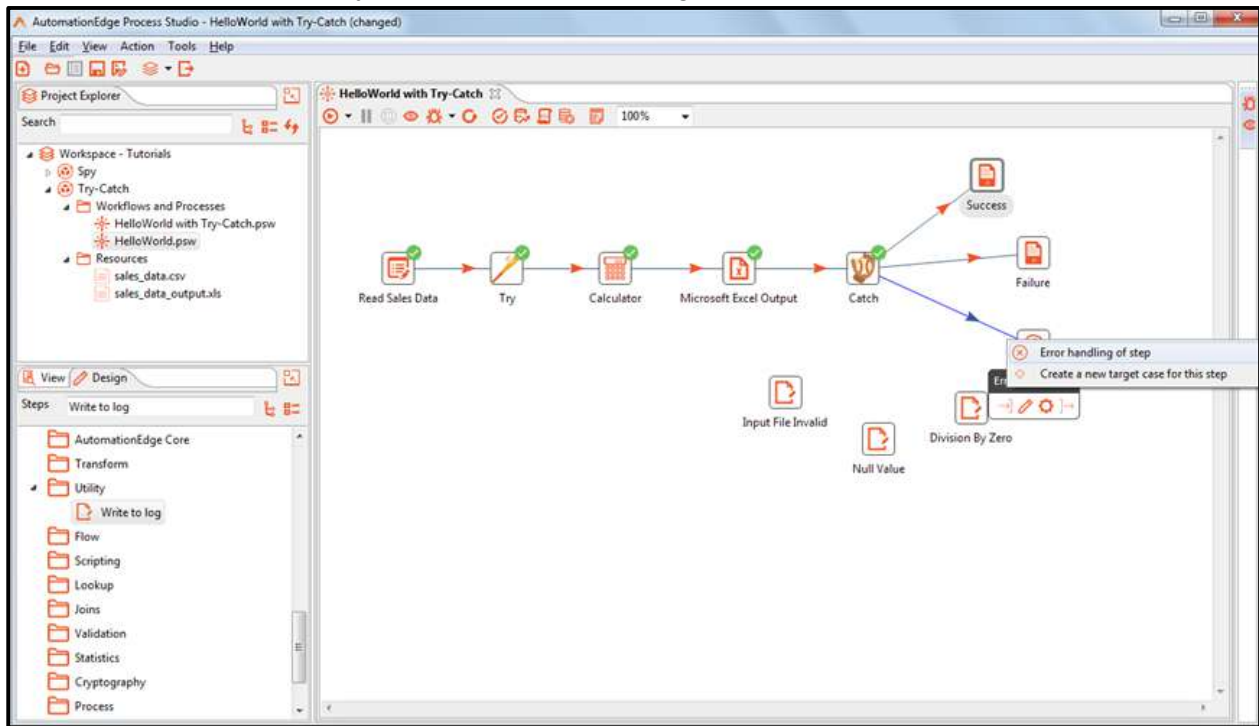 AutomationEdge Process Studio - HelloWorld with Try-Catch (changed)
File Edit View Action Tools Help
Project Explorer
Search
Workspace - Tutorials
Spy
Try-Catch
Workflows and Processes
HelloWorld with Try-Catch.psw
HelloWorld.psw
Resources
sales_data.csv
sales_data_output.xls
View Design
Steps Write to log
AutomationEdge Core
Transform
Utility
Write to log
Flow
Scripting
Lookup
Joins
Validation
Statistics
Cryptography
Process
HelloWorld with Try-Catch
100%
Success
Failure
Read Sales Data Try Calculator Microsoft Excel Output Catch
Error handling of step
Create a new target case for this step
Input File Invalid
Division By Zero
Null Value